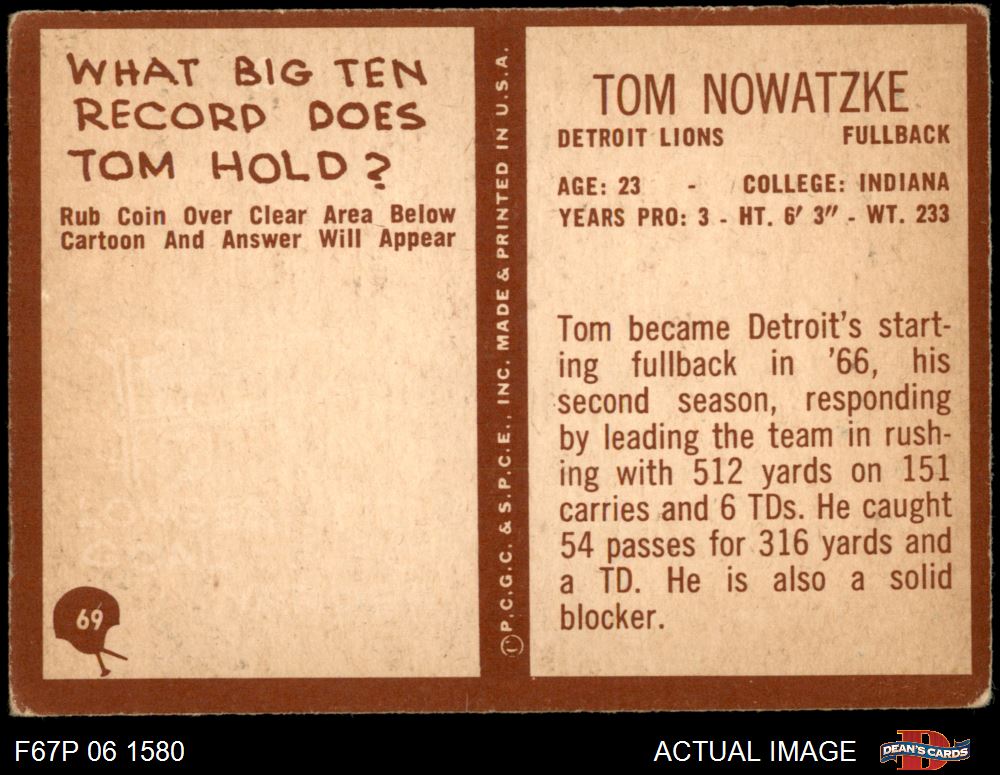 WHAT BIG TEN
RECORD DOES
TOM HOLD?
Rub Coin Over Clear Area Below
Cartoon And Answer Will Appear
69
©P.C.G.C. & S.P.C.E., INC. MADE & PRINTED IN U.S.A.
TOM NOWATZKE
DETROIT LIONS FULLBACK
AGE: 23 - COLLEGE: INDIANA
YEARS PRO: 3 - HT. 6' 3" - WT. 233
Tom became Detroit's start-
ing fullback in '66, his
second season, responding
by leading the team in rush-
ing with 512 yards on 151
carries and 6 TDs. He caught
54 passes for 316 yards and
a TD. He is also a solid
blocker.
F67P 06 1580
ACTUAL IMAGE
DEAN'S CARDS